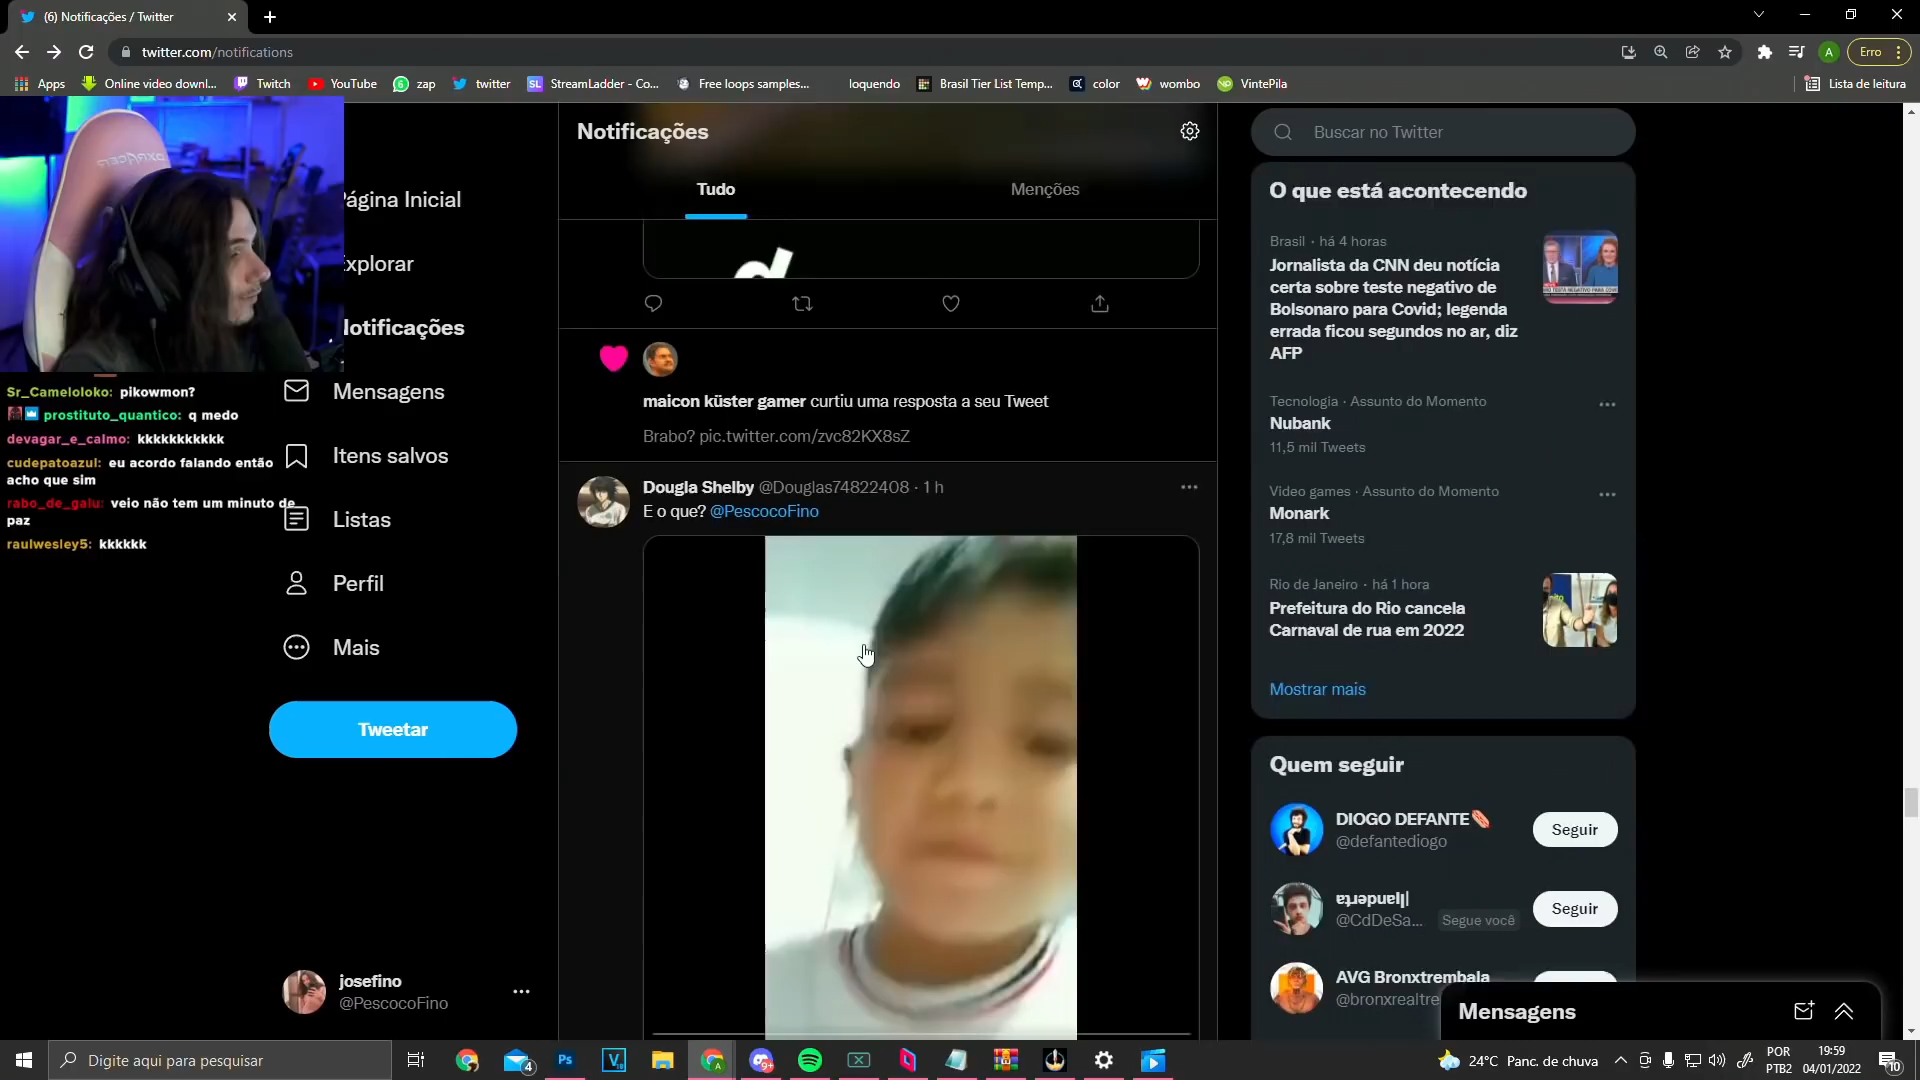 (6) Notificações / Twitter
twitter.com/notifications
Erro
Apps
Online video downl...
Twitch
YouTube
zap
twitter
StreamLadder - Co...
Free loops samples...
loquendo
Brasil Tier List Temp...
color
wombo
VintePila
Lista de leitura
Página Inicial
Explorar
Notificações
Mensagens
Itens salvos
Listas
Perfil
Mais
Tweetar
josefino
@PescocoFino
Sr_Cameloloko: pikowmon?
prostituto_quantico: q medo
devagar_e_calmo: kkkkkkkkkkk
cudepatoazul: eu acordo falando então
acho que sim
rabo_de_galu: veio não tem um minuto de
paz
raulwesley5: kkkkkk
Notificações
Tudo
Menções
maicon küster gamer curtiu uma resposta a seu Tweet
Brabo? pic.twitter.com/zvc82KX8sZ
Dougla Shelby @Douglas74822408 · 1 h
E o que? @PescocoFino
Buscar no Twitter
O que está acontecendo
Brasil · há 4 horas
Jornalista da CNN deu notícia
certa sobre teste negativo de
Bolsonaro para Covid; legenda
errada ficou segundos no ar, diz
AFP
Tecnologia · Assunto do Momento
Nubank
11,5 mil Tweets
Video games · Assunto do Momento
Monark
17,8 mil Tweets
Rio de Janeiro · há 1 hora
Prefeitura do Rio cancela
Carnaval de rua em 2022
Mostrar mais
Quem seguir
DIOGO DEFANTE
@defantediogo
Seguir
@CdDeSa...
Segue você
Seguir
AVG Bronxtrembala
@bronxrealtre
Mensagens
Digite aqui para pesquisar
24°C Panc. de chuva
POR
PTB2
19:59
04/01/2022